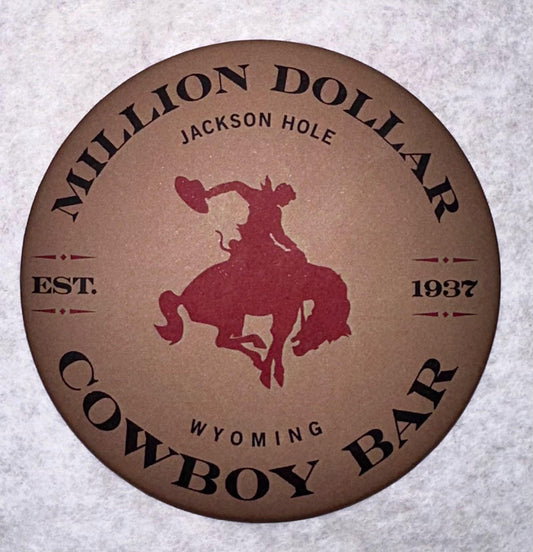 MILLION DOLLAR
JACKSON HOLE
EST.
1937
WYOMING
COWBOY BAR